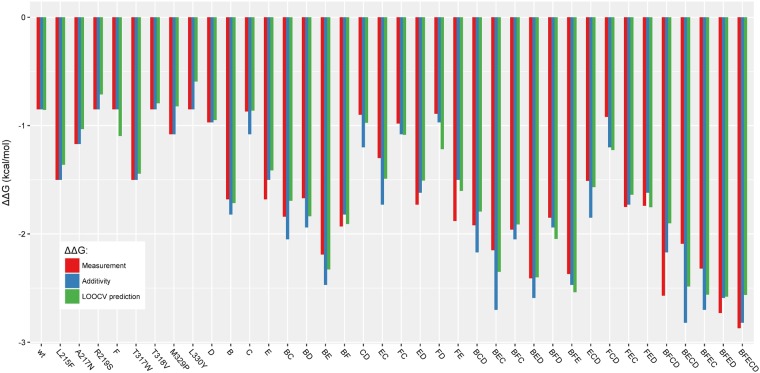 0
-1
-2
-3
ΔΔG (kcal/mol)
ΔΔG:
Measurement
Additivity
LOOCV prediction
wt
L215F
A217N
R219S
F
T317W
T318V
M329P
L330Y
D
B
C
E
BC
BD
BE
BF
CD
EC
FC
ED
FD
FE
BCD
BEC
BFC
BED
BFD
BFE
ECD
FCD
FEC
FED
BFCD
BECD
BFEC
BFED
BFECD